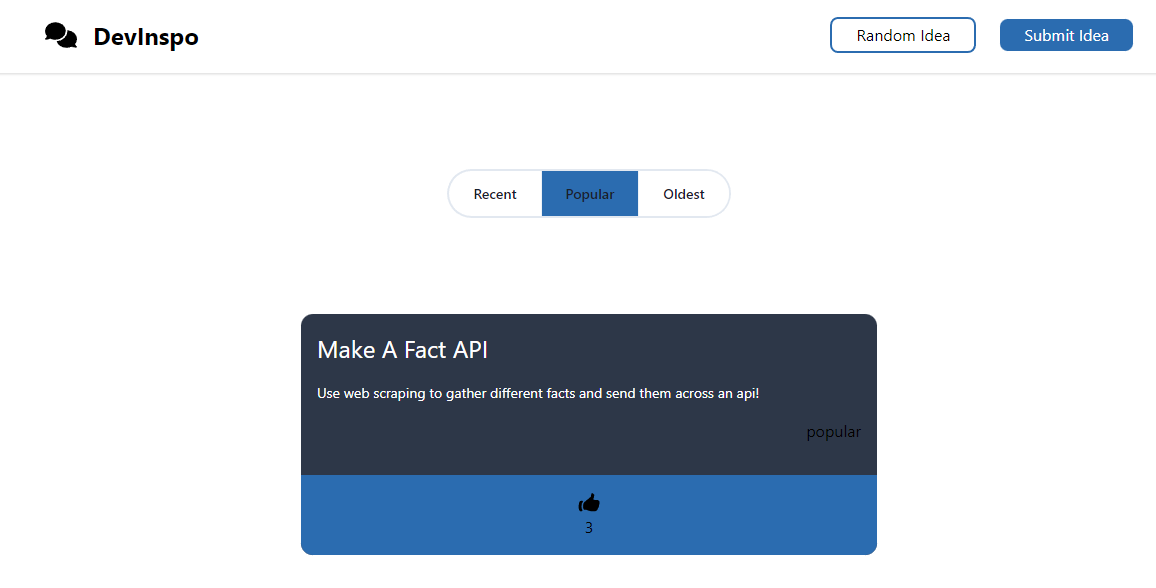 DevInspo
Random Idea
Submit Idea
Recent
Popular
Oldest
Make A Fact API
Use web scraping to gather different facts and send them across an api!
popular
3